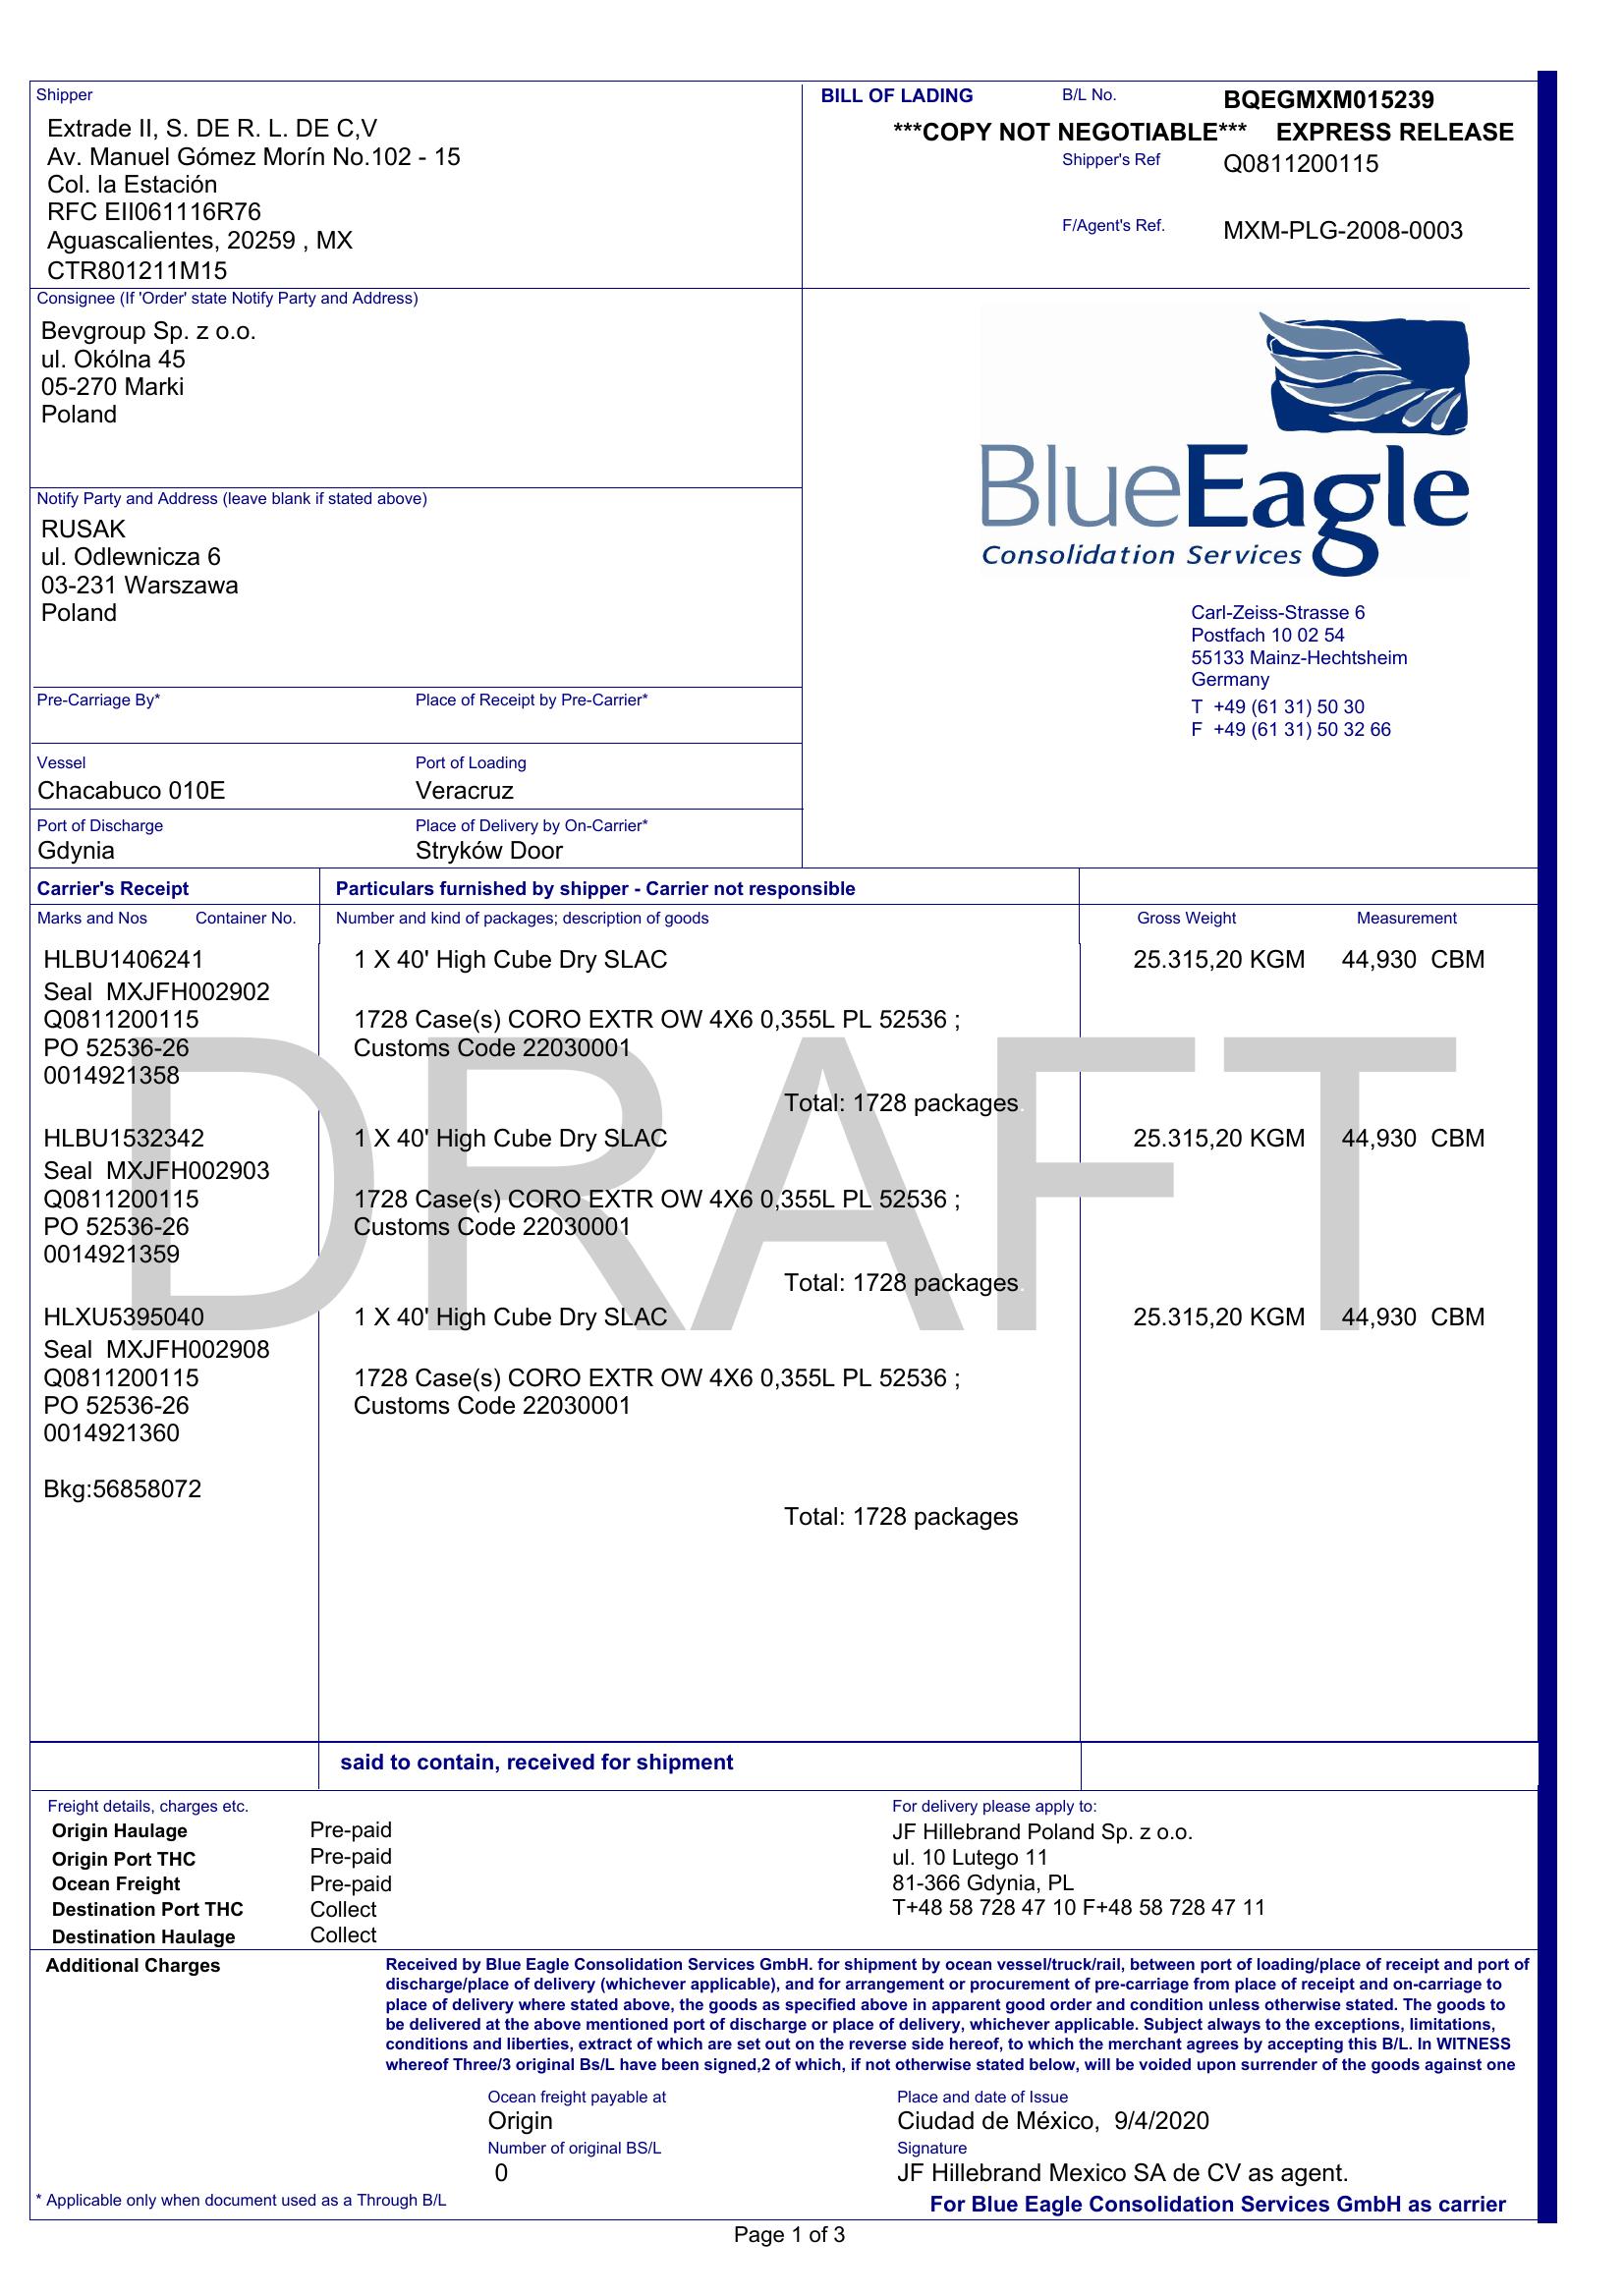 Shipper
Extrade II, S. DE R. L. DE C,V
Av. Manuel Gómez Morín No.102 - 15
Col. la Estación
RFC EII061116R76
Aguascalientes, 20259 , MX
CTR801211M15
BILL OF LADING B/L No. BQEGMXM015239
***COPY NOT NEGOTIABLE*** EXPRESS RELEASE
Shipper's Ref Q0811200115
F/Agent's Ref. MXM-PLG-2008-0003
Consignee (If 'Order' state Notify Party and Address)
Bevgroup Sp. z o.o.
ul. Okólna 45
05-270 Marki
Poland
Notify Party and Address (leave blank if stated above)
RUSAK
ul. Odlewnicza 6
03-231 Warszawa
Poland
BlueEagle
Consolidation Services
Carl-Zeiss-Strasse 6
Postfach 10 02 54
55133 Mainz-Hechtsheim
Germany
T +49 (61 31) 50 30
F +49 (61 31) 50 32 66
Pre-Carriage By* Place of Receipt by Pre-Carrier*
Vessel Port of Loading
Chacabuco 010E Veracruz
Port of Discharge Place of Delivery by On-Carrier*
Gdynia Stryków Door
Carrier's Receipt Particulars furnished by shipper - Carrier not responsible
Marks and Nos Container No. Number and kind of packages; description of goods Gross Weight Measurement
HLBU1406241 1 X 40' High Cube Dry SLAC 25.315,20 KGM 44,930 CBM
Seal MXJFH002902
Q0811200115 1728 Case(s) CORO EXTR OW 4X6 0,355L PL 52536 ;
PO 52536-26 Customs Code 22030001
0014921358
Total: 1728 packages
HLBU1532342 1 X 40' High Cube Dry SLAC 25.315,20 KGM 44,930 CBM
Seal MXJFH002903
Q0811200115 1728 Case(s) CORO EXTR OW 4X6 0,355L PL 52536 ;
PO 52536-26 Customs Code 22030001
0014921359
Total: 1728 packages
HLXU5395040 1 X 40' High Cube Dry SLAC 25.315,20 KGM 44,930 CBM
Seal MXJFH002908
Q0811200115 1728 Case(s) CORO EXTR OW 4X6 0,355L PL 52536 ;
PO 52536-26 Customs Code 22030001
0014921360
Bkg:56858072
Total: 1728 packages
DRAFT
said to contain, received for shipment
Freight details, charges etc.
Origin Haulage Pre-paid
Origin Port THC Pre-paid
Ocean Freight Pre-paid
Destination Port THC Collect
Destination Haulage Collect
For delivery please apply to:
JF Hillebrand Poland Sp. z o.o.
ul. 10 Lutego 11
81-366 Gdynia, PL
T+48 58 728 47 10 F+48 58 728 47 11
Additional Charges
Received by Blue Eagle Consolidation Services GmbH. for shipment by ocean vessel/truck/rail, between port of loading/place of receipt and port of
discharge/place of delivery (whichever applicable), and for arrangement or procurement of pre-carriage from place of receipt and on-carriage to
place of delivery where stated above, the goods as specified above in apparent good order and condition unless otherwise stated. The goods to
be delivered at the above mentioned port of discharge or place of delivery, whichever applicable. Subject always to the exceptions, limitations,
conditions and liberties, extract of which are set out on the reverse side hereof, to which the merchant agrees by accepting this B/L. In WITNESS
whereof Three/3 original Bs/L have been signed,2 of which, if not otherwise stated below, will be voided upon surrender of the goods against one
Ocean freight payable at Place and date of Issue
Origin Ciudad de México, 9/4/2020
Number of original BS/L Signature
0 JF Hillebrand Mexico SA de CV as agent.
* Applicable only when document used as a Through B/L For Blue Eagle Consolidation Services GmbH as carrier
Page 1 of 3